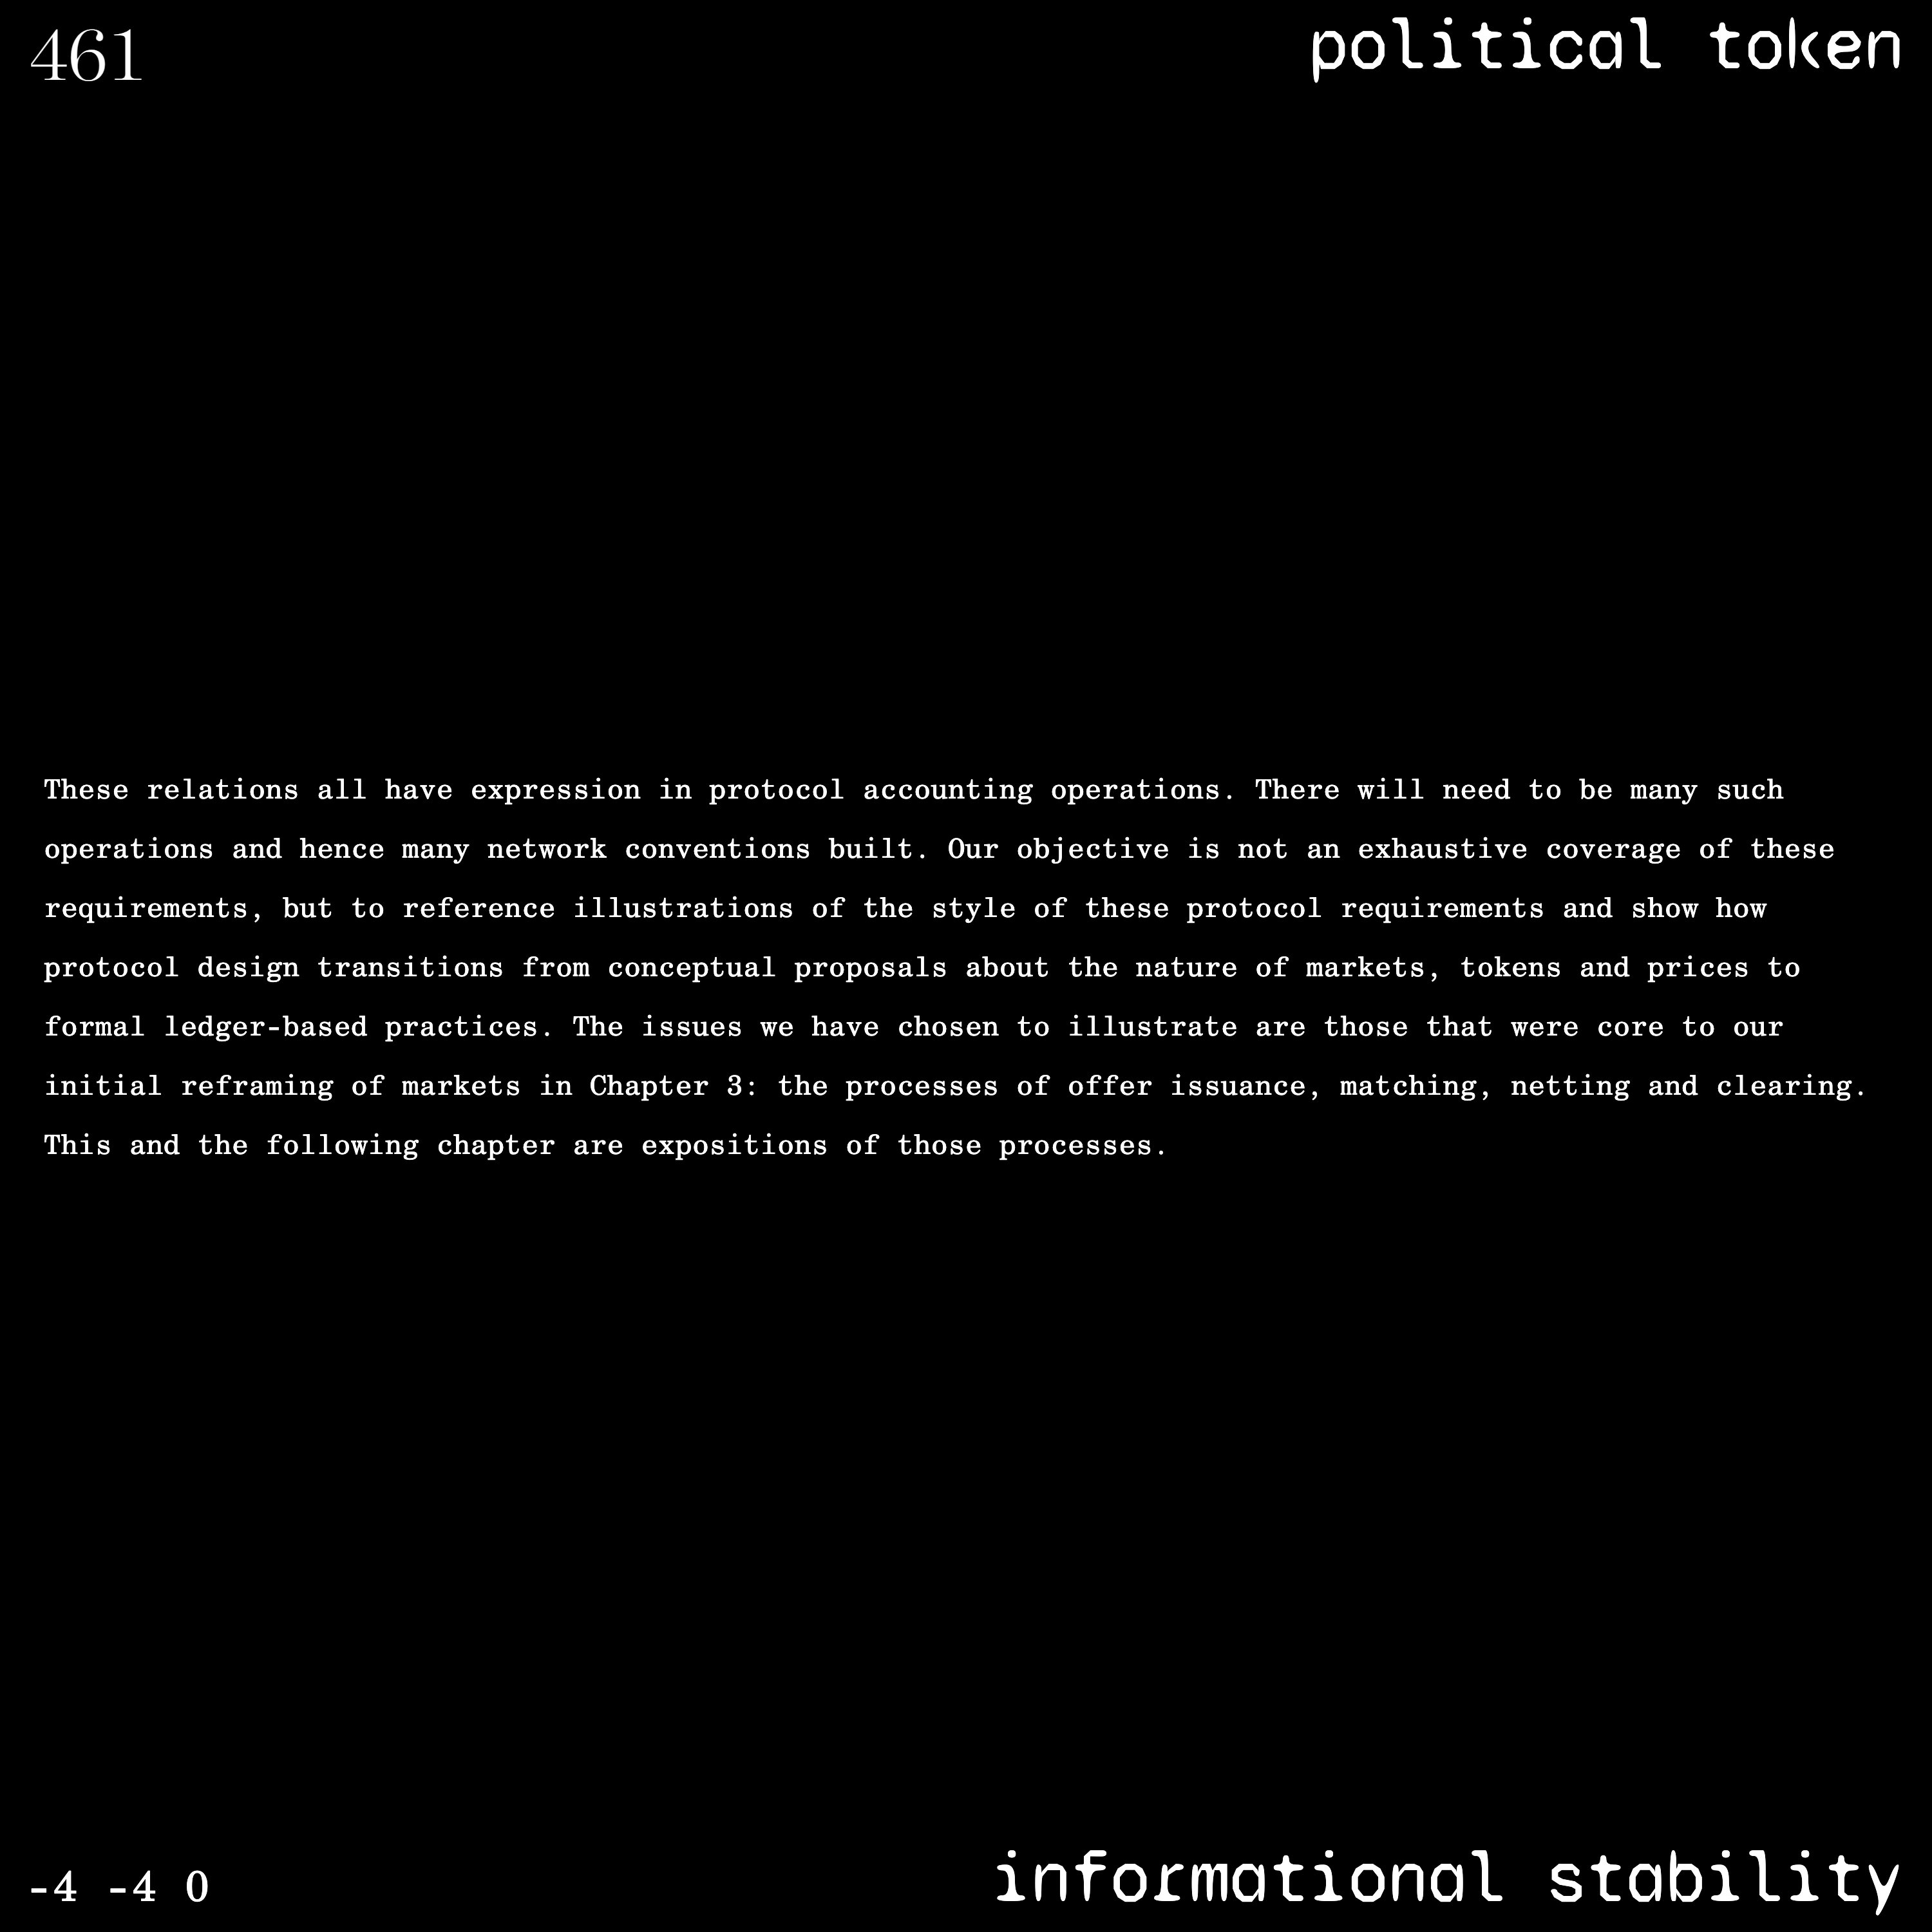 461
political token
These relations all have expression in protocol accounting operations. There will need to be many such
operations and hence many network conventions built. Our objective is not an exhaustive coverage of these
requirements, but to reference illustrations of the style of these protocol requirements and show how
protocol design transitions from conceptual proposals about the nature of markets, tokens and prices to
formal ledger-based practices. The issues we have chosen to illustrate are those that were core to our
initial reframing of markets in Chapter 3: the processes of offer issuance, matching, netting and clearing.
This and the following chapter are expositions of those processes.
-4 -4 0
informational stability